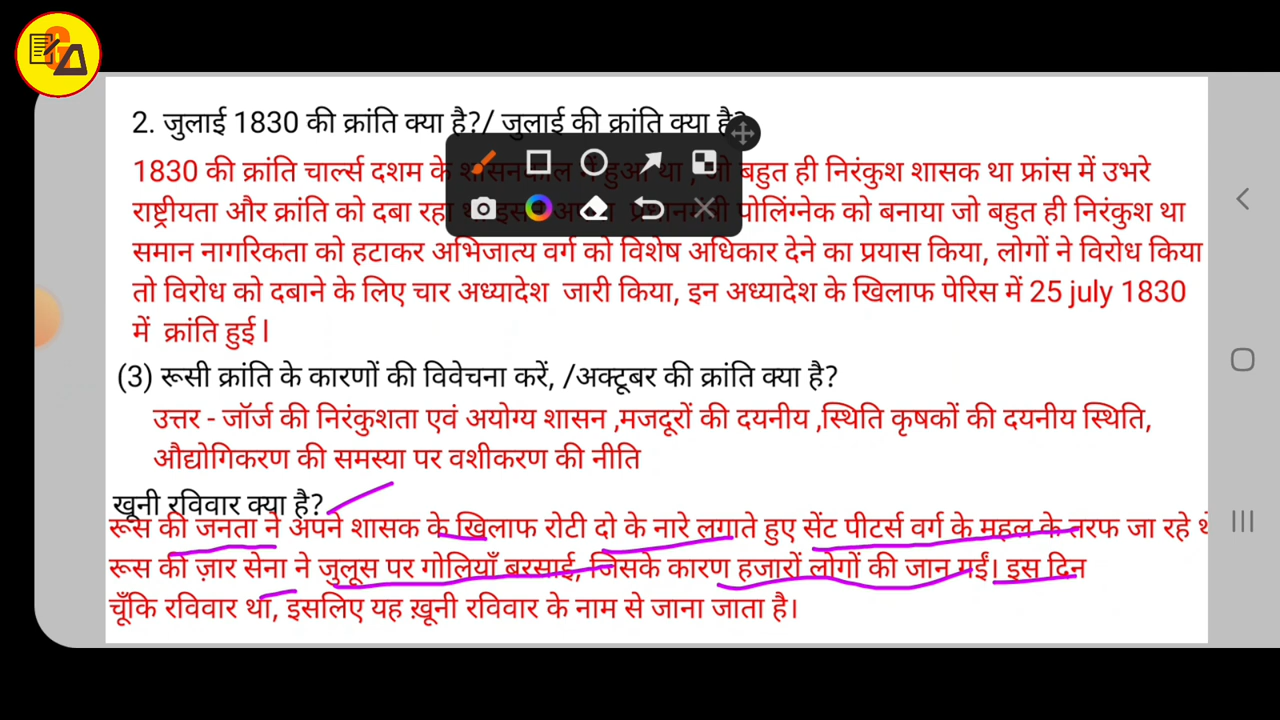 2. जुलाई 1830 की क्रांति क्या है?/ जुलाई की क्रांति क्या है?
1830 की क्रांति चार्ल्स दशम के शासनकाल में हुआ था , जो बहुत ही निरंकुश शासक था फ्रांस में उभरे
राष्ट्रीयता और क्रांति को दबा रहा पोलिंग्नेक को बनाया जो बहुत ही निरंकुश था
समान नागरिकता को हटाकर अभिजात्य वर्ग को विशेष अधिकार देने का प्रयास किया, लोगों ने विरोध किया
तो विरोध को दबाने के लिए चार अध्यादेश जारी किया, इन अध्यादेश के खिलाफ पेरिस में 25 july 1830
में क्रांति हुई l
(3) रूसी क्रांति के कारणों की विवेचना करें, /अक्टूबर की क्रांति क्या है?
उत्तर - जॉर्ज की निरंकुशता एवं अयोग्य शासन ,मजदूरों की दयनीय ,स्थिति कृषकों की दयनीय स्थिति,
औद्योगिकरण की समस्या पर वशीकरण की नीति
खूनी रविवार क्या है?
रूस की जनता ने अपने शासक के खिलाफ रोटी दो के नारे लगाते हुए सेंट पीटर्स वर्ग के महल के तरफ जा रहे
रूस की ज़ार सेना ने जुलूस पर गोलियाँ बरसाई, जिसके कारण हजारों लोगों की जान गईं। इस दिन
चूँकि रविवार था, इसलिए यह ख़ूनी रविवार के नाम से जाना जाता है।